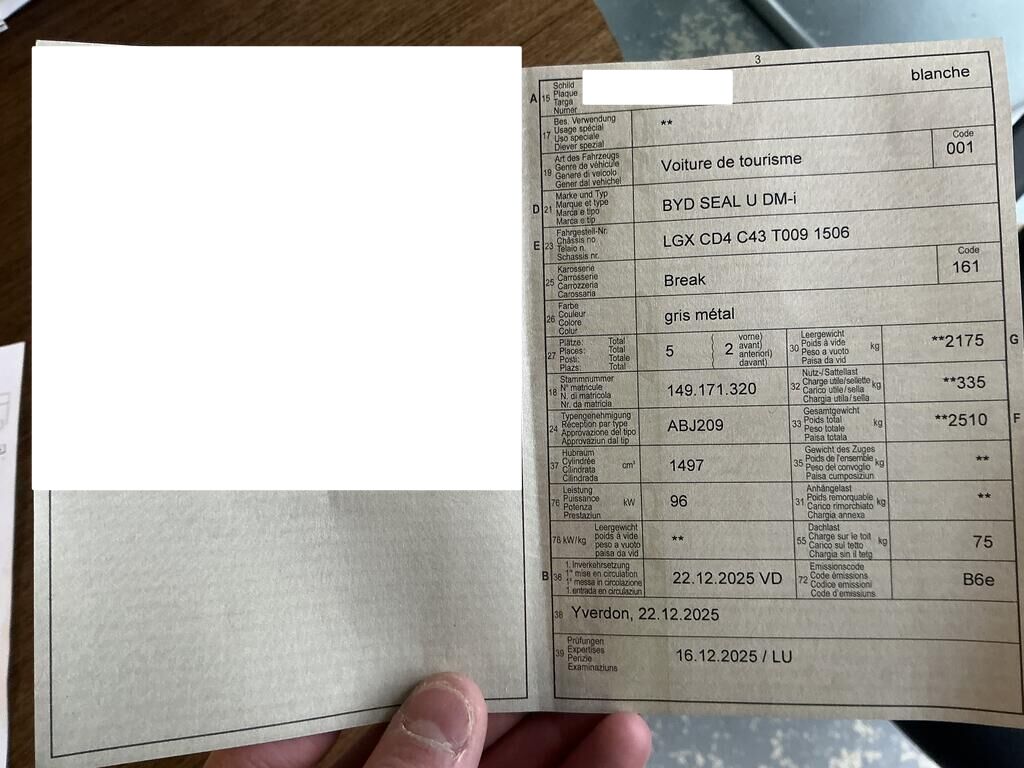 3
A 15 Schild blanche
Plaque
Targa
Numer
17 Bes. Verwendung **
Usage spécial
Uso speciale
Diever spezial
19 Art des Fahrzeugs Voiture de tourisme Code 001
Genre de véhicule
Genere di veicolo
Gener dal vehichel
D 21 Marke und Typ BYD SEAL U DM-i
Marque et type
Marca e tipo
Marca e tip
E 23 Fahrgestell-Nr. LGX CD4 C43 T009 1506
Châssis no
Telaio n.
Schassis nr.
25 Karosserie Break Code 161
Carrosserie
Carrozzeria
Carossaria
26 Farbe gris métal
Couleur
Colore
Colur
27 Plätze: Total 5 ( 2 vorne) 30 Leergewicht kg **2175 G
Places: Total avant) Poids à vide
Posti: Totale anteriori) Peso a vuoto
Plazs: Total davant) Paisa da vid
18 Stammnummer 149.171.320 32 Nutz-/Sattellast kg **335
N° matricule Charge utile/sellette
N. di matricola Carico utile/sella
Nr. da matricla Chargia utila/sella
24 Typengenehmigung ABJ209 33 Gesamtgewicht kg **2510 F
Réception par type Poids total
Approvazione del tipo Peso totale
Approvaziun dal tip Paisa totala
37 Hubraum cm³ 1497 35 Gewicht des Zuges kg **
Cylindrée Poids de l'ensemble
Cilindrata Peso del convoglio
Cilindrada Paisa cumposiziun
76 Leistung kW 96 31 Anhängelast kg **
Puissance Poids remorquable
Potenza Carico rimorchiato
Prestaziun Chargia annexa
78 kW/kg Leergewicht ** 55 Dachlast kg 75
poids à vide Charge sur le toit
peso a vuoto Carico sul tetto
paisa da vid Chargia sin il tetg
B 36 1. Inverkehrsetzung 22.12.2025 VD 72 Emissionscode B6e
1re mise en circulation Code émissions
1a messa in circolazione Codice emissioni
1. entrada en circulaziun Code d'emissiuns
38 Yverdon, 22.12.2025
39 Prüfungen 16.12.2025 / LU
Expertises
Perizie
Examinaziuns